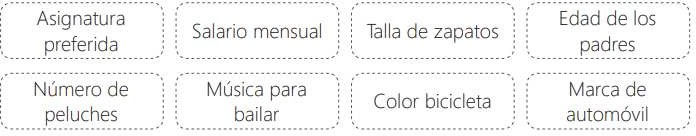 Asignatura
preferida
Salario mensual
Talla de zapatos
Edad de los
padres
Número de
peluches
Música para
bailar
Color bicicleta
Marca de
automóvil